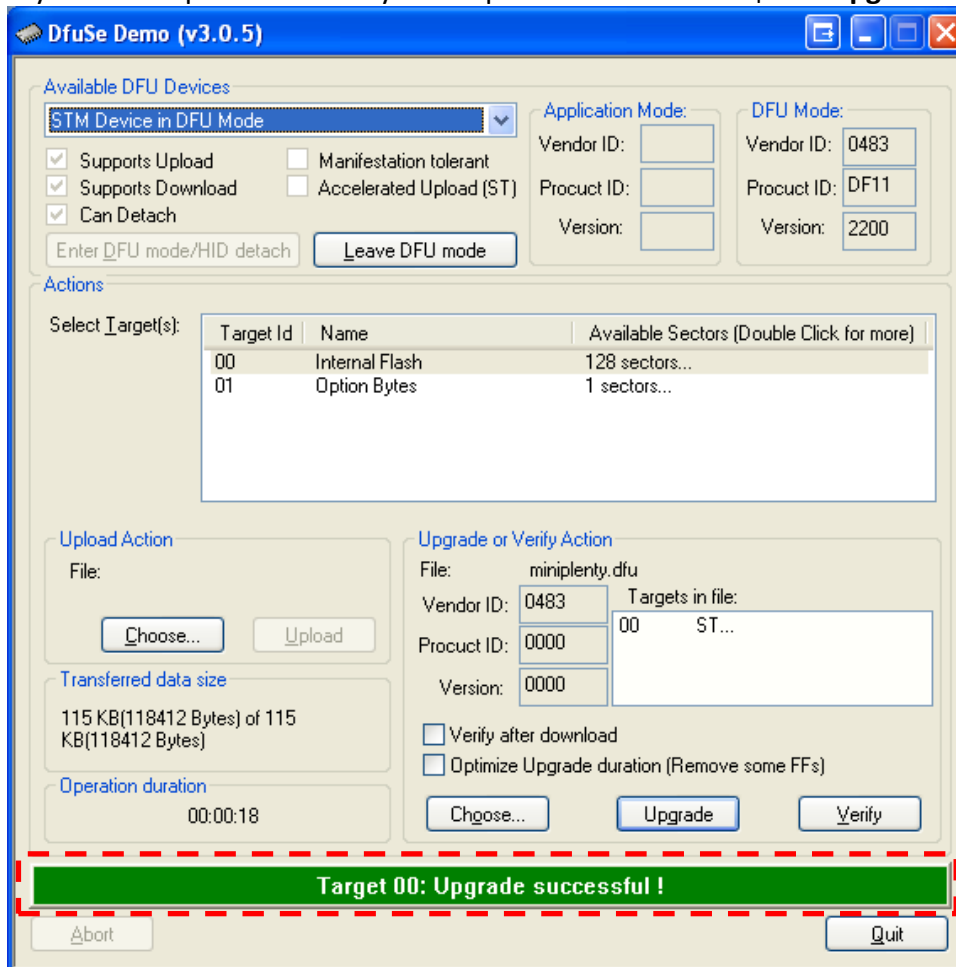 DfuSe Demo (v3.0.5)
Available DFU Devices
STM Device in DFU Mode
Supports Upload
Manifestation tolerant
Supports Download
Accelerated Upload (ST)
Can Detach
Enter DFU mode/HID detach
Leave DFU mode
Application Mode:
Vendor ID:
Procuct ID:
Version:
DFU Mode:
Vendor ID: 0483
Procuct ID: DF11
Version: 2200
Actions
Select Target(s):
Target Id Name Available Sectors (Double Click for more)
00 Internal Flash 128 sectors...
01 Option Bytes 1 sectors...
Upload Action
File:
Choose...
Upload
Transferred data size
115 KB(118412 Bytes) of 115
KB(118412 Bytes)
Operation duration
00:00:18
Upgrade or Verify Action
File: miniplenty.dfu
Vendor ID: 0483
Procuct ID: 0000
Version: 0000
Targets in file:
00 ST...
Verify after download
Optimize Upgrade duration (Remove some FFs)
Choose...
Upgrade
Verify
Target 00: Upgrade successful !
Abort
Quit